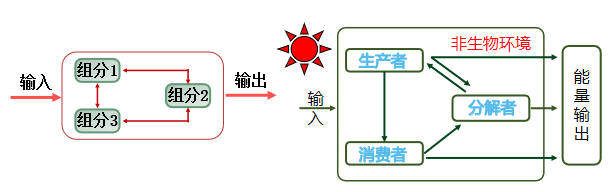 输入
组分1
组分2
组分3
输出
输
入
非生物环境
生产者
分解者
消费者
能
量
输
出